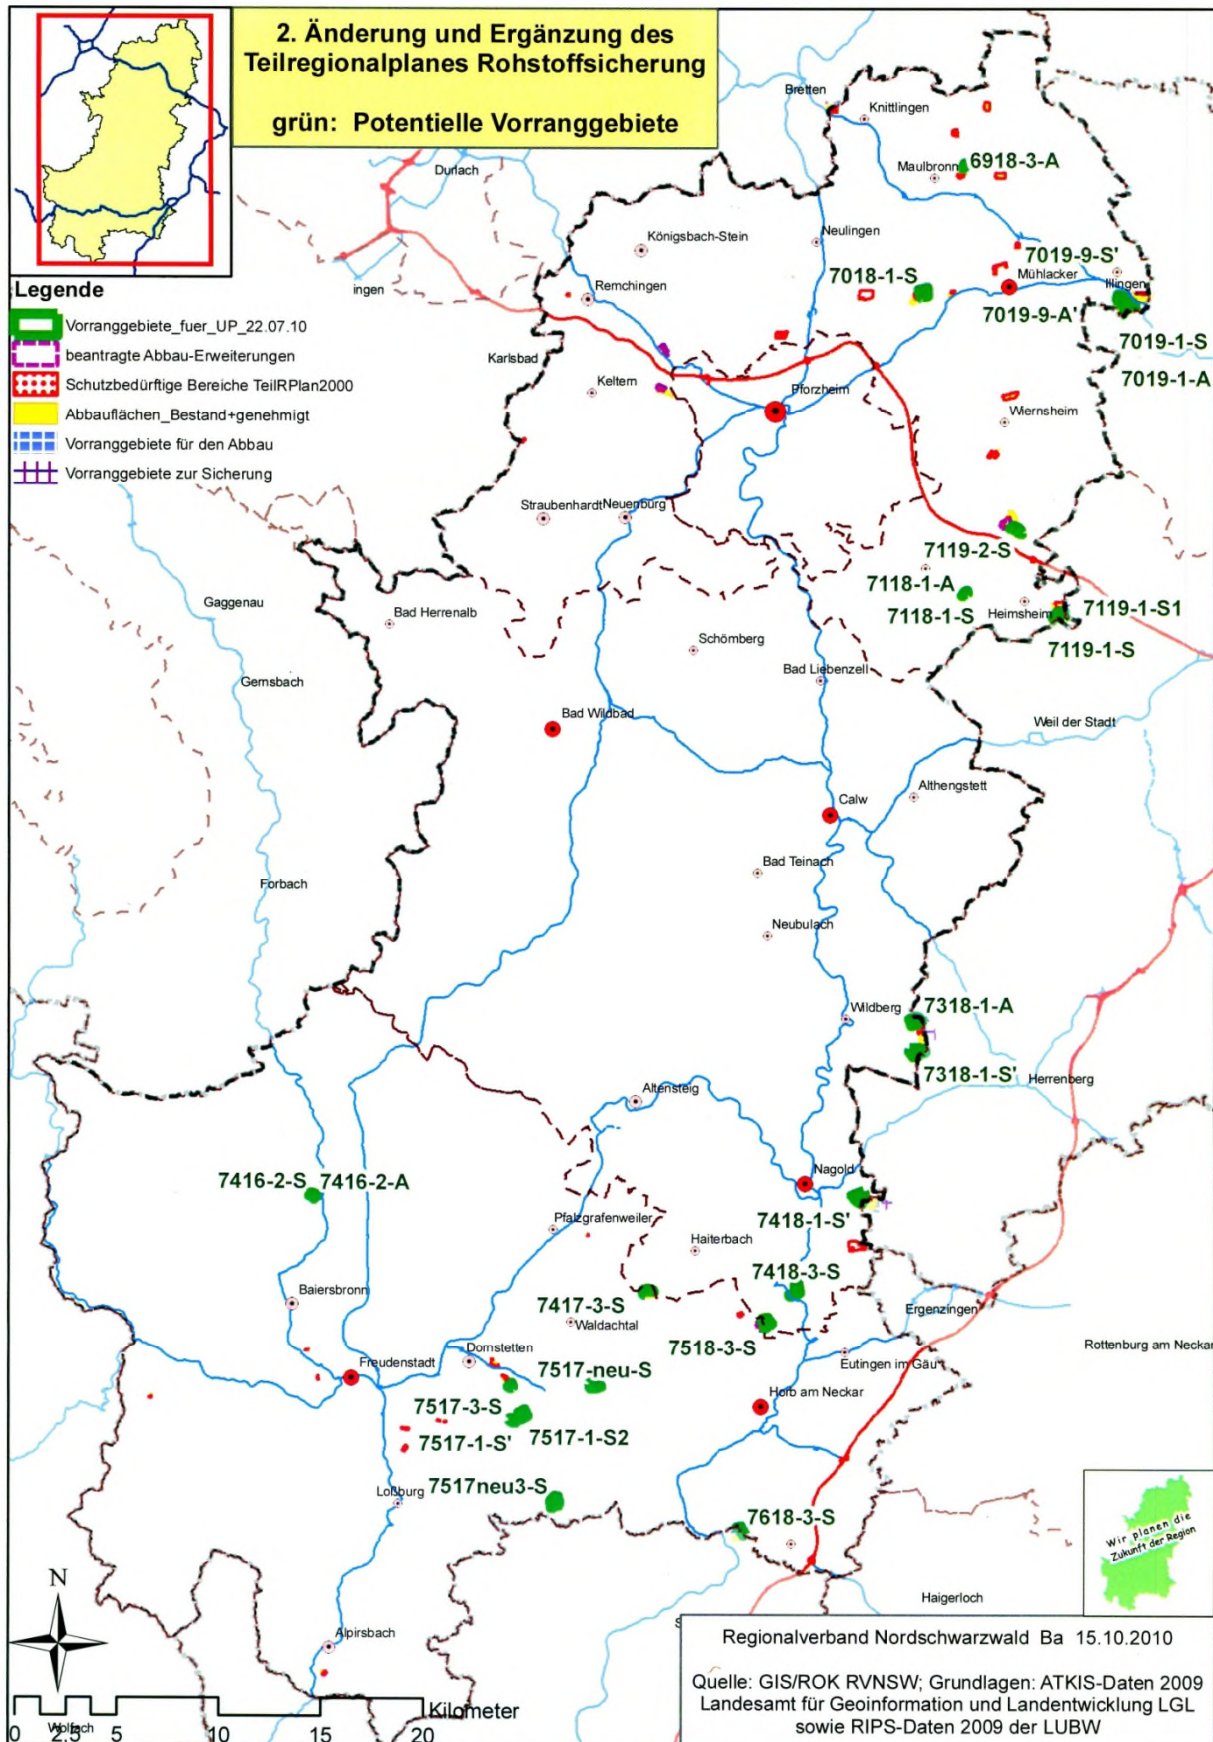 2. Änderung und Ergänzung des
Teilregionalplanes Rohstoffsicherung
grün: Potentielle Vorranggebiete
Legende
Vorranggebiete_fuer_UP_22.07.10
beantragte Abbau-Erweiterungen
Schutzbedürftige Bereiche TeilRPlan2000
Abbauflächen_Bestand+genehmigt
Vorranggebiete für den Abbau
Vorranggebiete zur Sicherung
Bretten
Knittlingen
Durlach
Maulbronn
6918-3-A
Königsbach-Stein
Neulingen
7019-9-S'
ingen
Remchingen
7018-1-S
Mühlacker
Illingen
7019-9-A'
7019-1-S
Karlsbad
7019-1-A
Keltern
Pforzheim
Wiernsheim
Straubenhardt
Neuenburg
7119-2-S
7118-1-A
Gaggenau
Bad Herrenalb
7118-1-S
Heimsheim
7119-1-S1
Schömberg
7119-1-S
Gernsbach
Bad Liebenzell
Bad Wildbad
Weil der Stadt
Althengstett
Calw
Bad Teinach
Forbach
Neubulach
Wildberg
7318-1-A
7318-1-S'
Herrenberg
Altensteig
7416-2-S
7416-2-A
Nagold
Pfalzgrafenweiler
7418-1-S'
Haiterbach
7418-3-S
Baiersbronn
7417-3-S
Ergenzingen
Waldachtal
7518-3-S
Rottenburg am Neckar
Dornstetten
Freudenstadt
7517-neu-S
Eutingen im Gäu
7517-3-S
Horb am Neckar
7517-1-S'
7517-1-S2
7517neu3-S
Loßburg
7618-3-S
Wir planen die
Zukunft der Region
N
Haigerloch
S
Alpirsbach
Regionalverband Nordschwarzwald Ba 15.10.2010
Quelle: GIS/ROK RVNSW; Grundlagen: ATKIS-Daten 2009
Landesamt für Geoinformation und Landentwicklung LGL
sowie RIPS-Daten 2009 der LUBW
Kilometer
0 2,5 5 10 15 20
Wolfach